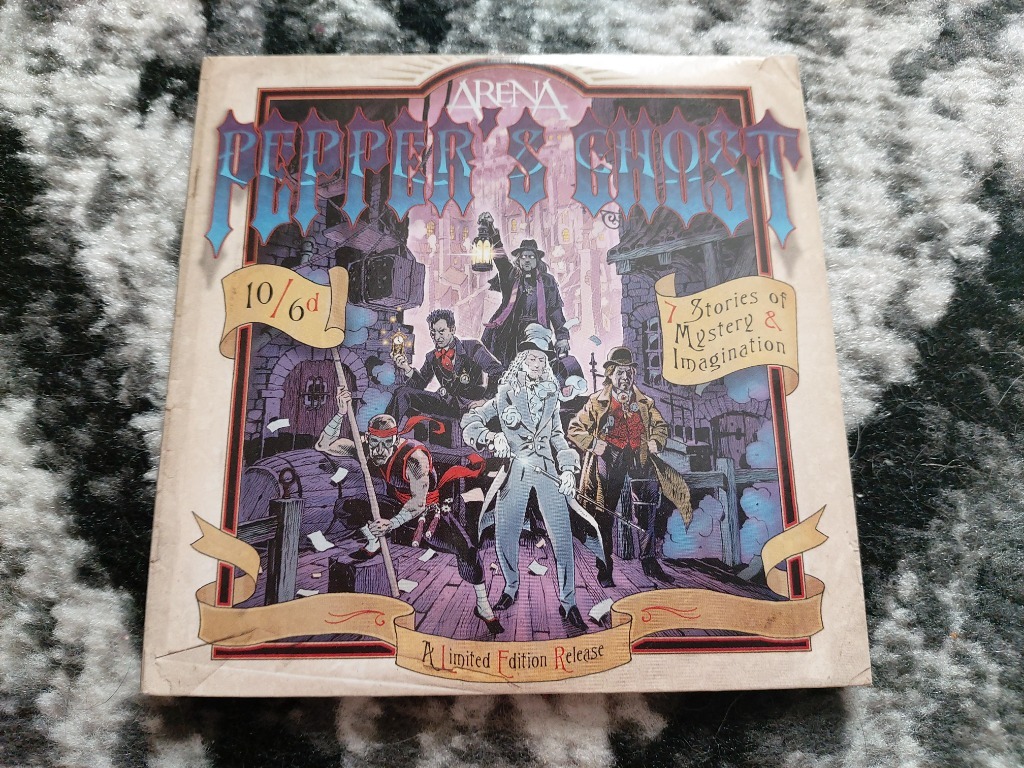 ARENA
PEPPER'S GHOST
10/6d
7 Stories of
Mystery &
Imagination
A Limited Edition Release